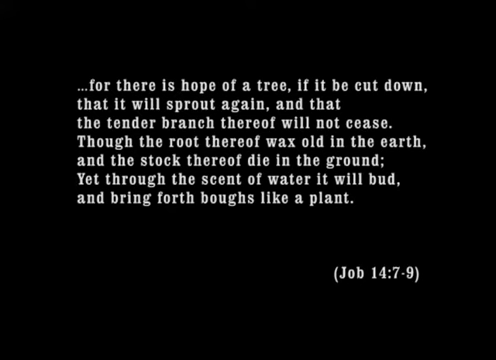 ...for there is hope of a tree, if it be cut down,
that it will sprout again, and that
the tender branch thereof will not cease.
Though the root thereof wax old in the earth,
and the stock thereof die in the ground;
Yet through the scent of water it will bud,
and bring forth boughs like a plant.
(Job 14:7-9)